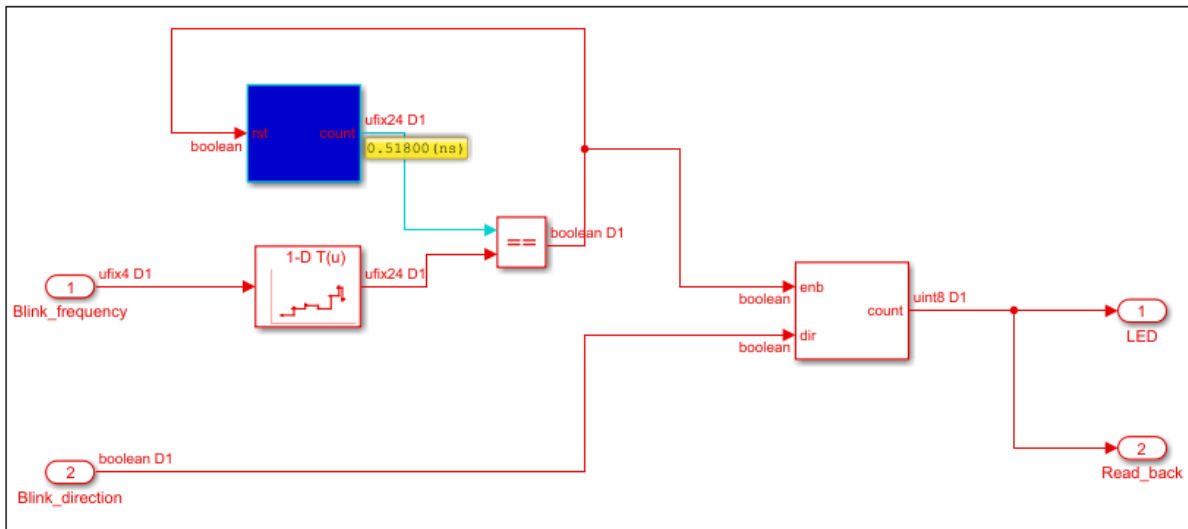 ufix24 D1
rst
count
boolean
0.51800(ns)
==
boolean D1
1-D T(u)
ufix4 D1
ufix24 D1
1
Blink_frequency
enb
boolean
count
uint8 D1
dir
boolean
1
LED
boolean D1
2
Blink_direction
2
Read_back